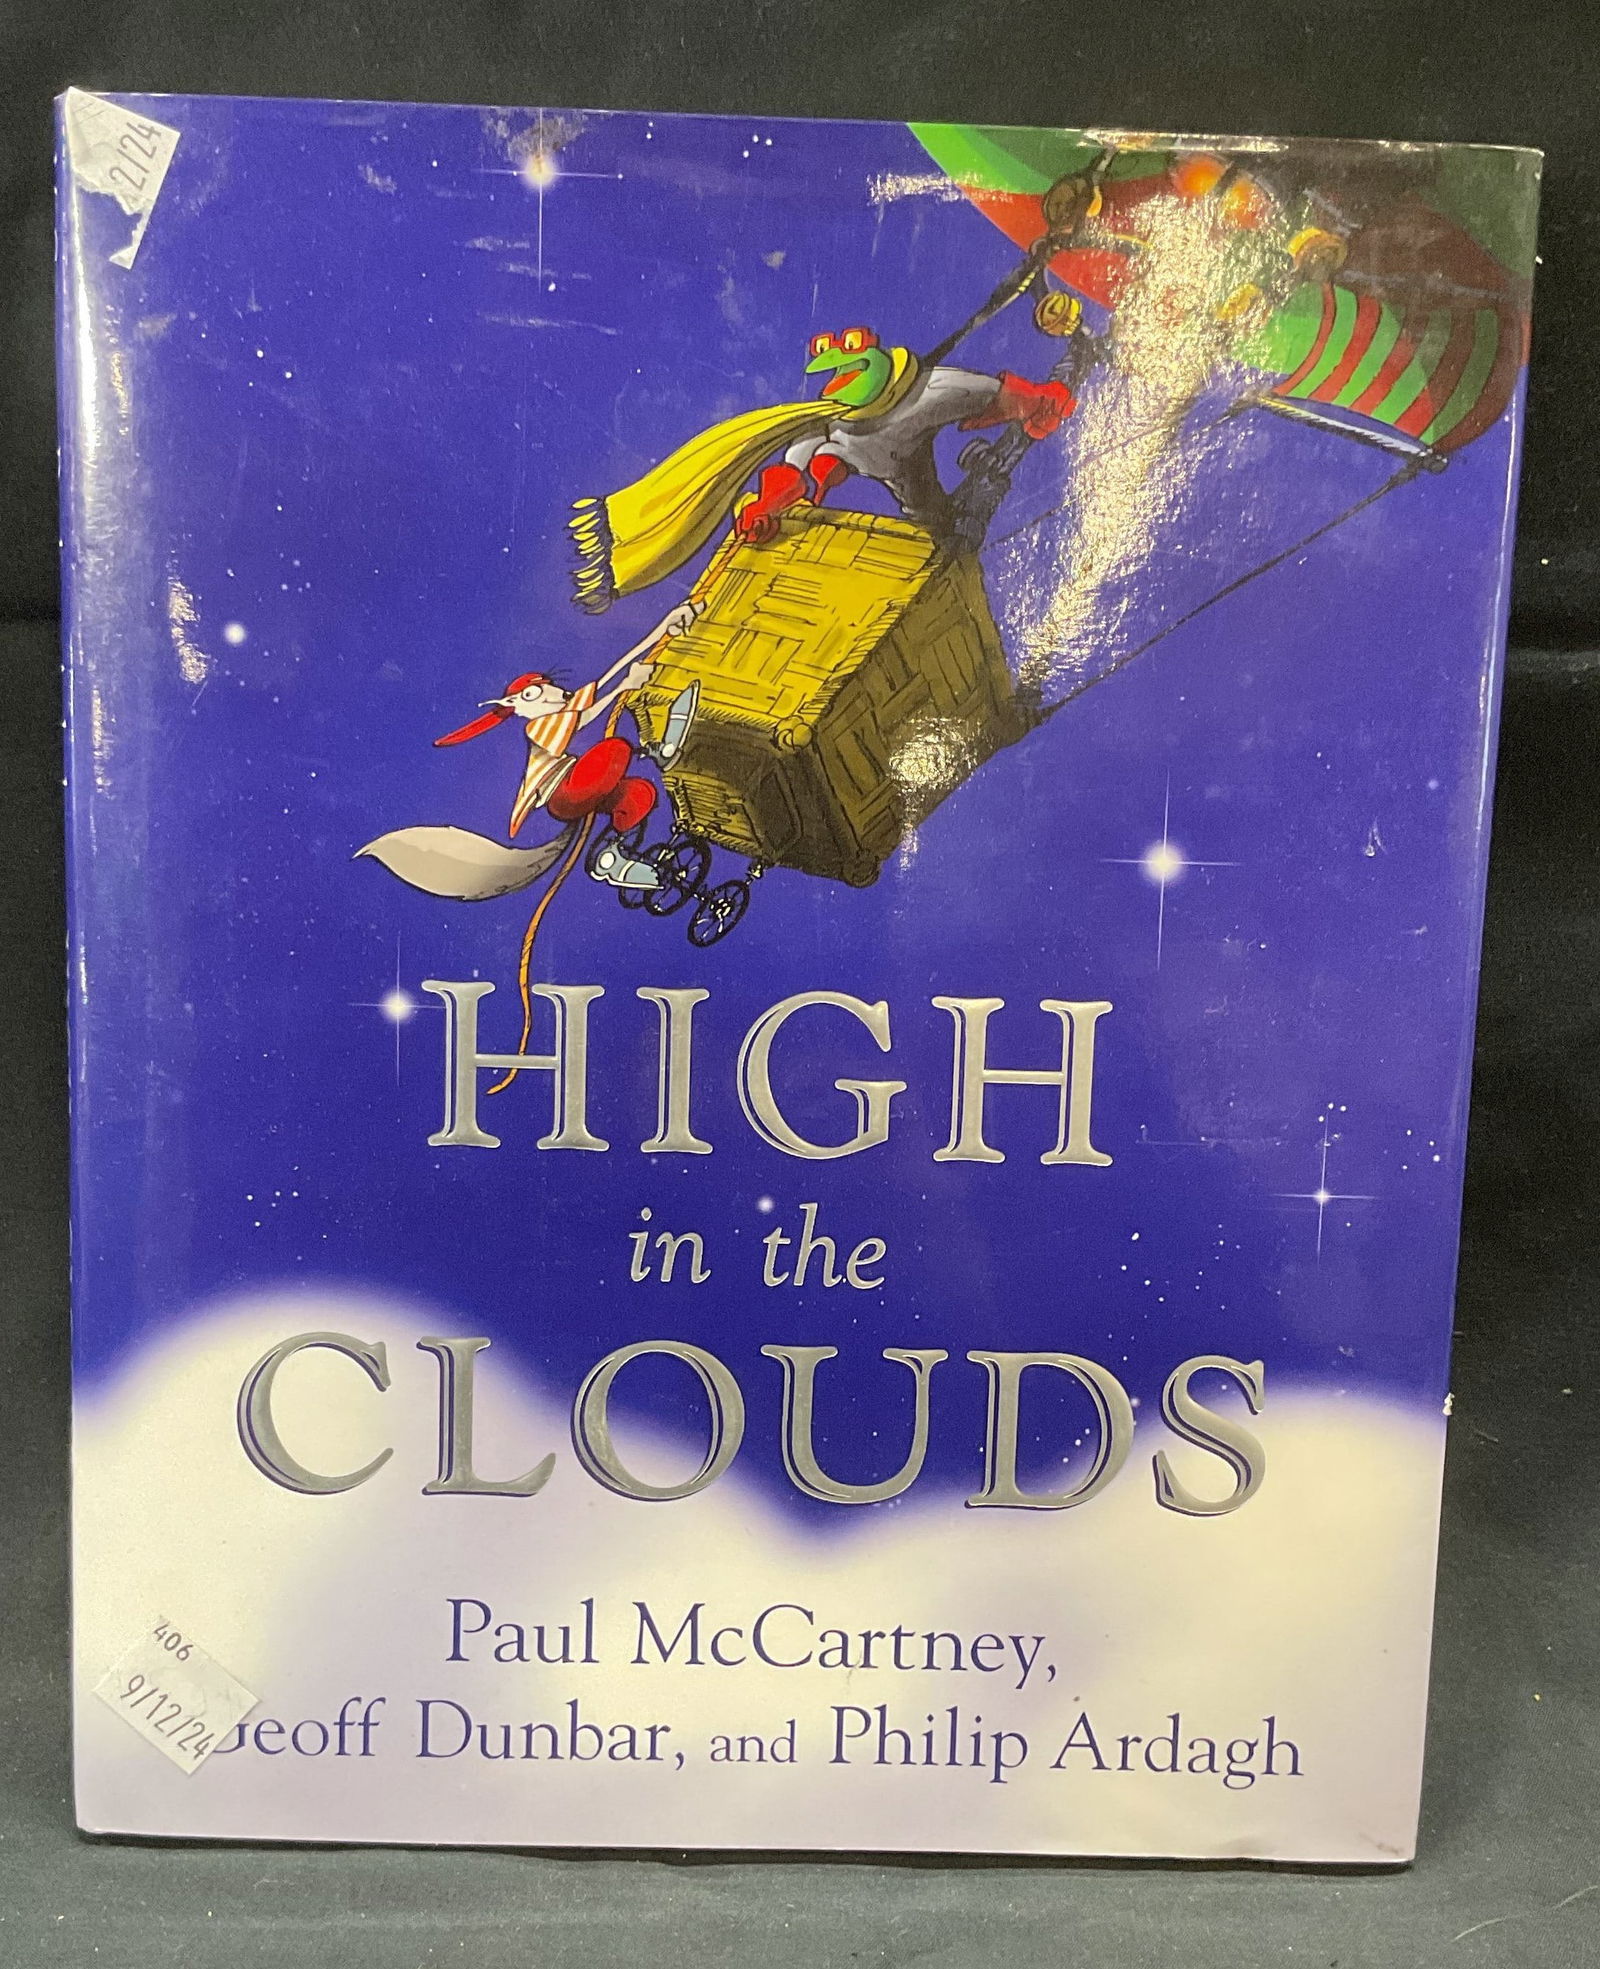 2/24
HIGH
in the
CLOUDS
Paul McCartney,
Geoff Dunbar, and Philip Ardagh
406
9/12/24